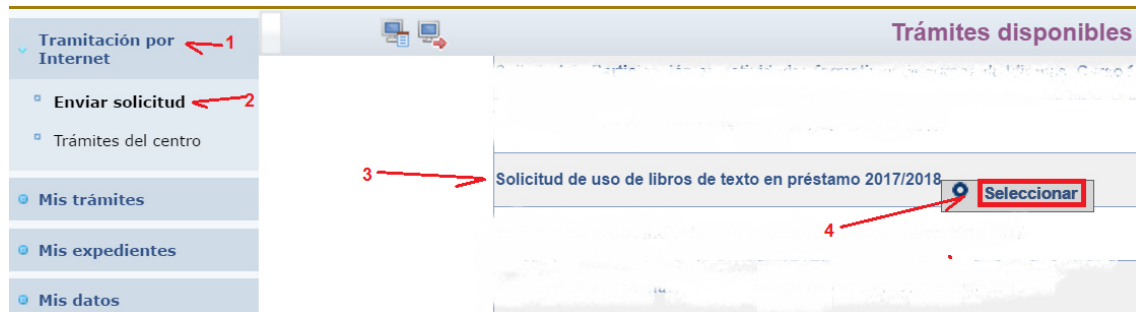 Tramitación por
Internet
1
Enviar solicitud
2
Trámites del centro
Mis trámites
Mis expedientes
Mis datos
Trámites disponibles
3
Solicitud de uso de libros de texto en préstamo 2017/2018
Seleccionar
4